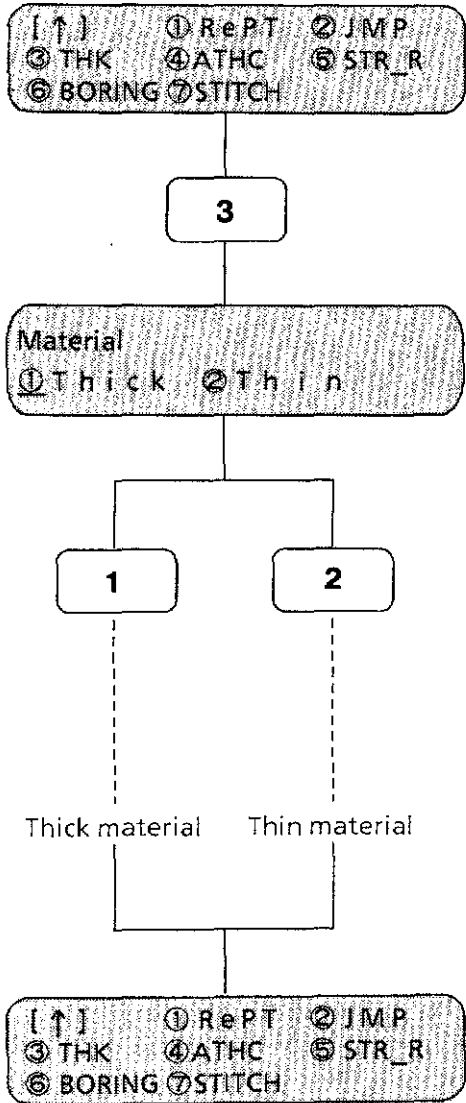 [ ↑ ] ① RePT ② JMP
③ THK ④ ATHC ⑤ STR_R
⑥ BORING ⑦ STITCH
3
Material
① Thick ② Thin
1 2
Thick material Thin material
[ ↑ ] ① RePT ② JMP
③ THK ④ ATHC ⑤ STR_R
⑥ BORING ⑦ STITCH